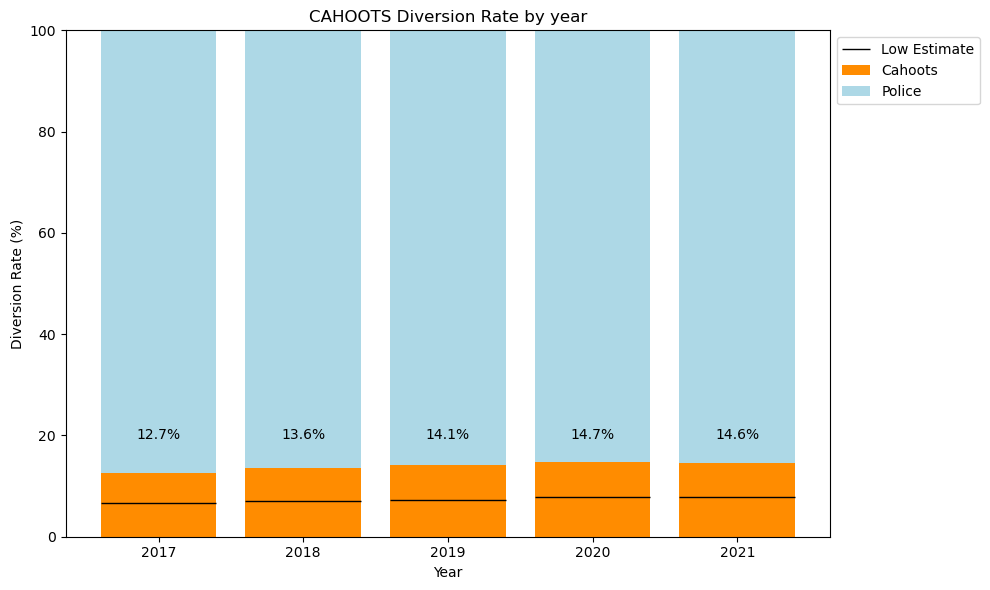 CAHOOTS Diversion Rate by year
Low Estimate
Cahoots
Police
Diversion Rate (%)
100
80
60
40
20
0
12.7%
13.6%
14.1%
14.7%
14.6%
2017
2018
2019
2020
2021
Year